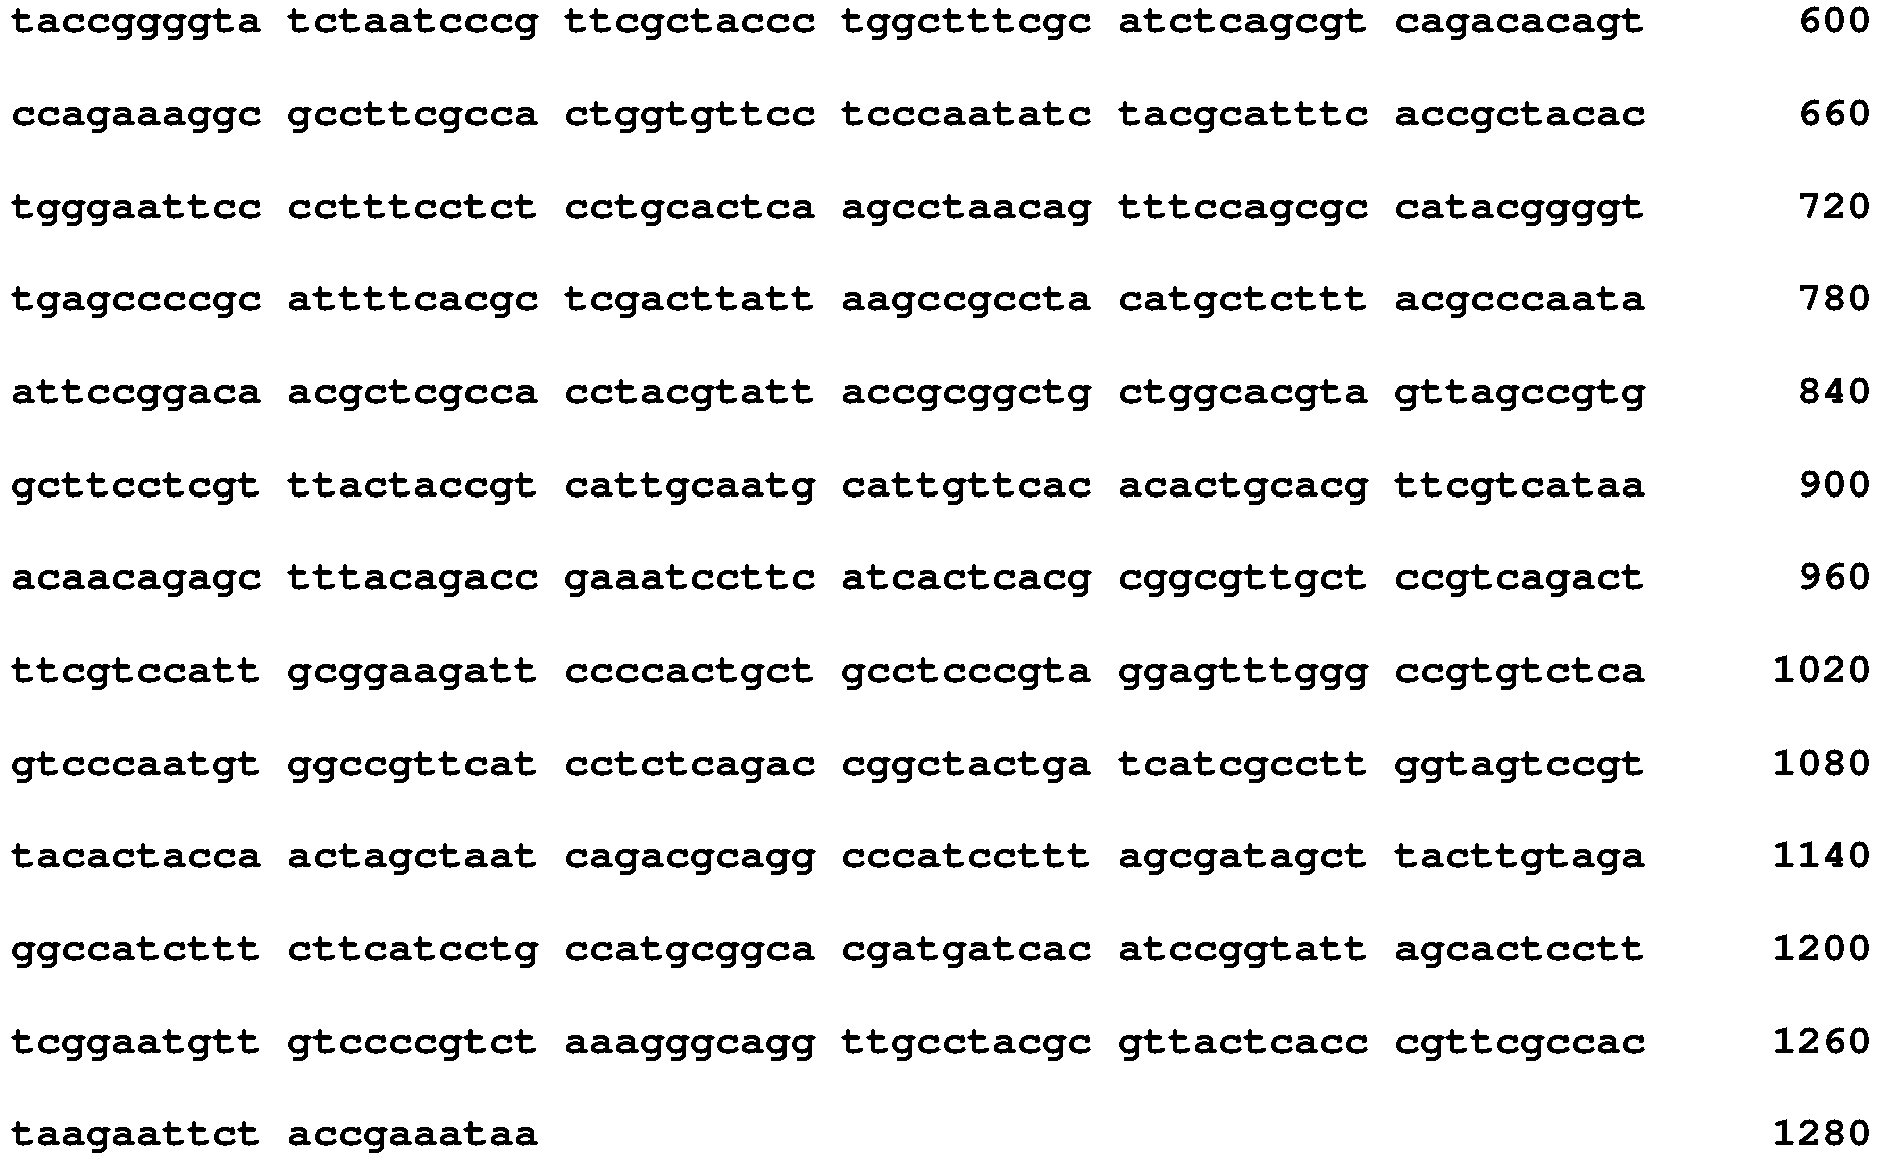 taccggggta tctaatcccg ttcgctaccc tggctttcgc atctcagcgt cagacacagt 600
ccagaaaggc gccttcgcca ctggtgttcc tcccaatatc tacgcatttc accgctacac 660
tgggaattcc cctttcctct cctgcactca agcctaacag tttccagcgc catacggggt 720
tgagccccgc attttcacgc tcgacttatt aagccgccta catgctcttt acgcccaata 780
attccggaca acgctcgcca cctacgtatt accgcggctg ctggcacgta gttagccgtg 840
gcttcctcgt ttactaccgt cattgcaatg cattgttcac acactgcacg ttcgtcataa 900
acaacagagc tttacagacc gaaatccttc atcactcacg cggcgttgct ccgtcagact 960
ttcgtccatt gcggaagatt ccccactgct gcctcccgta ggagtttggg ccgtgtctca 1020
gtcccaatgt ggccgttcat cctctcagac cggctactga tcatcgcctt ggtagtccgt 1080
tacactacca actagctaat cagacgcagg cccatccttt agcgatagct tacttgtaga 1140
ggccatcttt cttcatcctg ccatgcggca cgatgatcac atccggtatt agcactcctt 1200
tcggaatgtt gtccccgtct aaagggcagg ttgcctacgc gttactcacc cgttcgccac 1260
taagaattct accgaaataa 1280